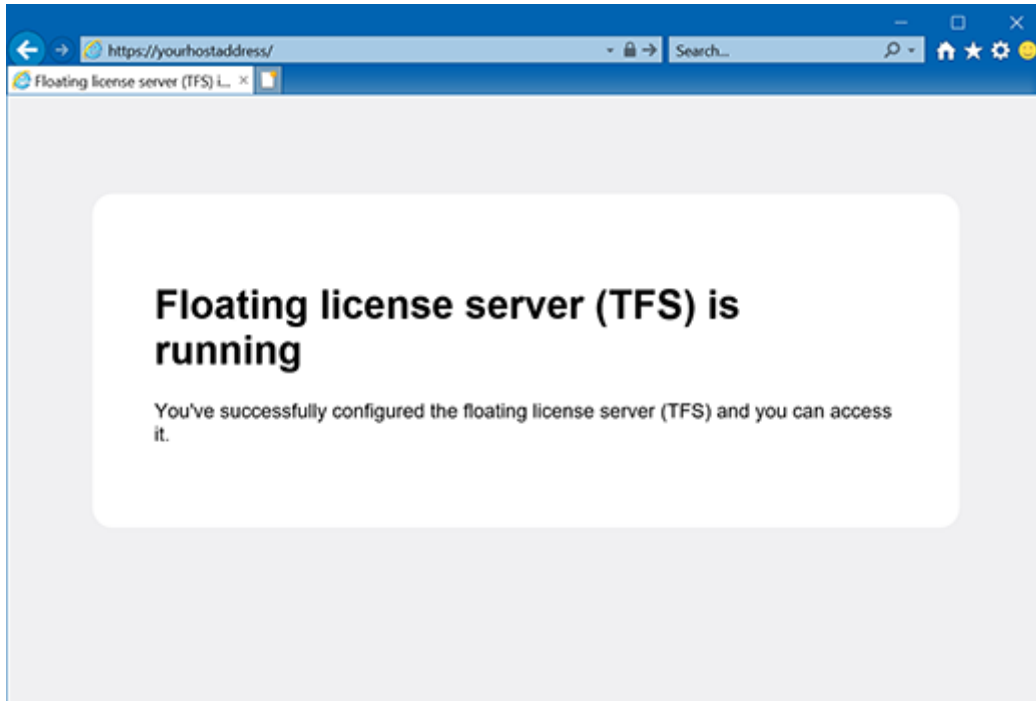 https://yourhostaddress/
Search...
Floating license server (TFS) i...
Floating license server (TFS) is
running
You've successfully configured the floating license server (TFS) and you can access
it.